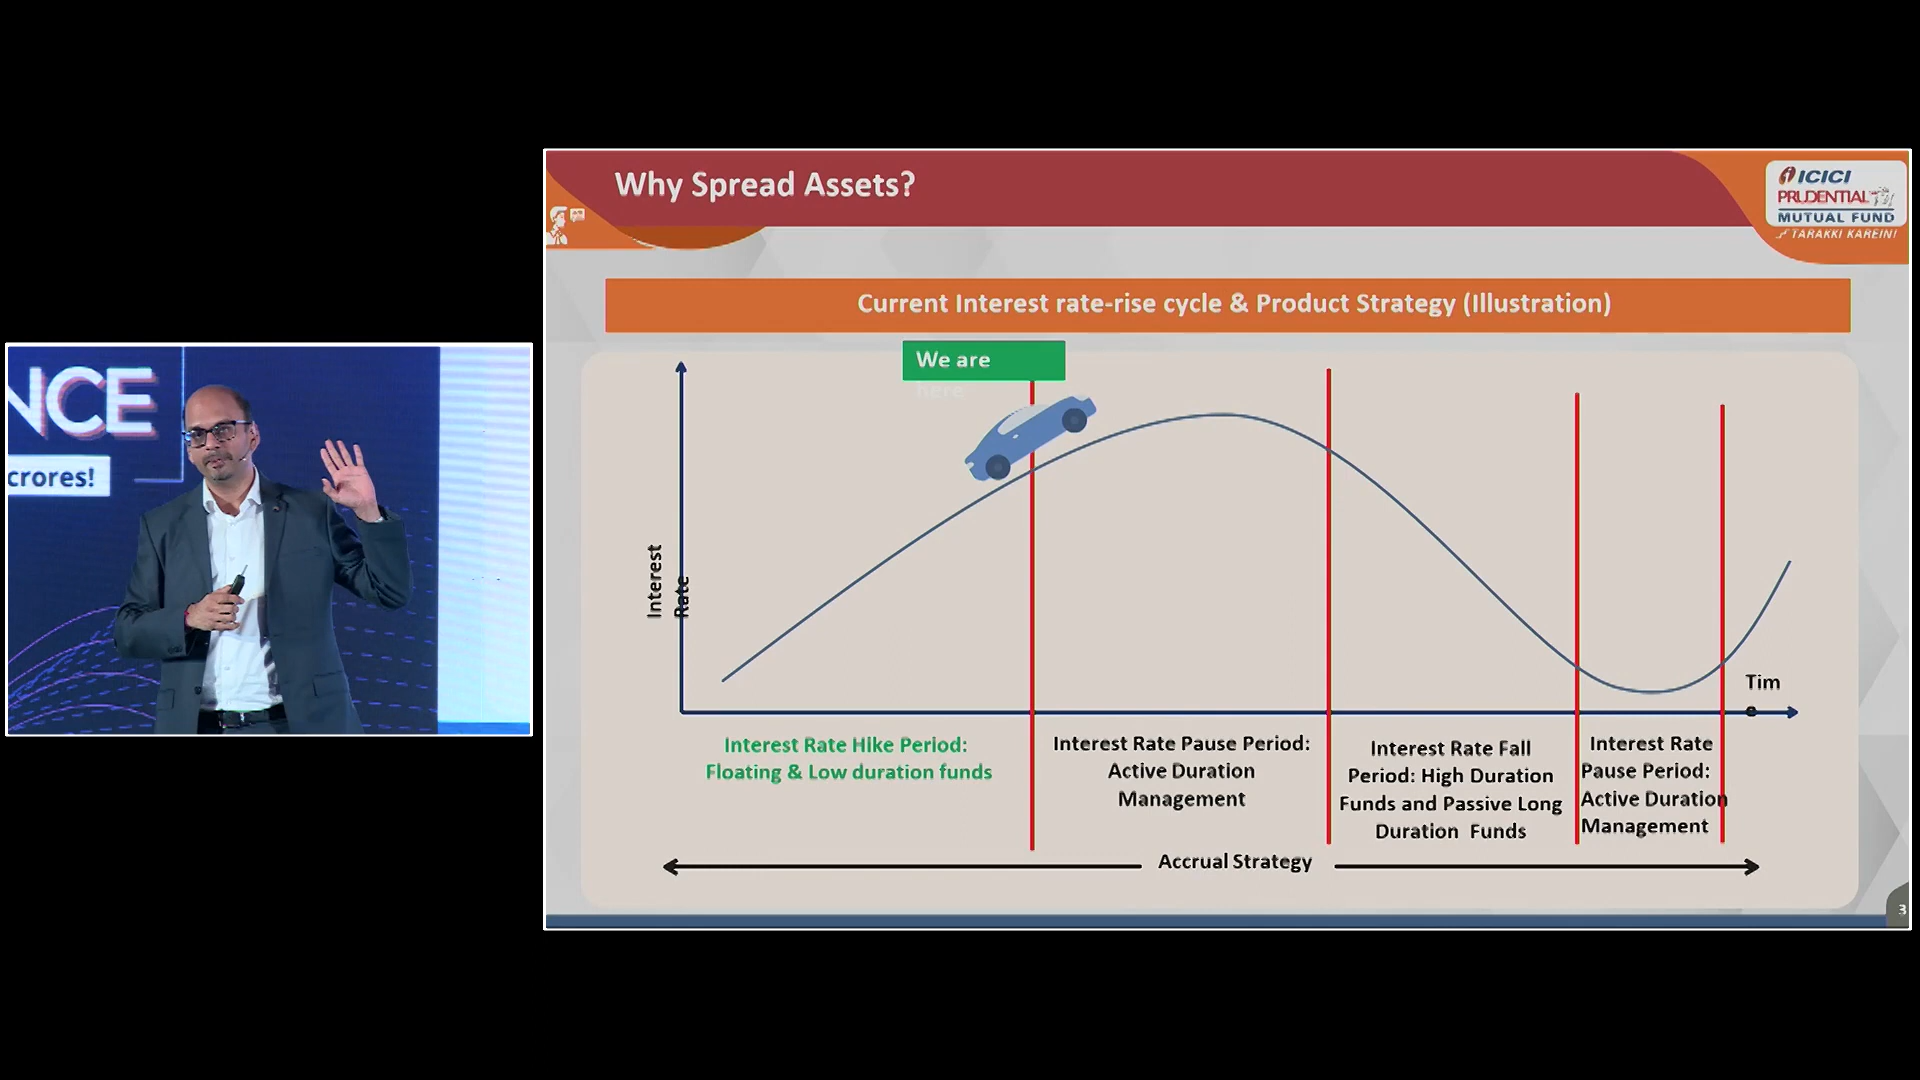 NCE
crores!
Why Spread Assets?
ICICI
PRUDENTIAL
MUTUAL FUND
TARAKKI KAREIN!
Current Interest rate-rise cycle & Product Strategy (Illustration)
We are
here
Interest
Rate
Tim
e
Interest Rate Hike Period:
Floating & Low duration funds
Interest Rate Pause Period:
Active Duration
Management
Interest Rate Fall
Period: High Duration
Funds and Passive Long
Duration Funds
Interest Rate
Pause Period:
Active Duration
Management
Accrual Strategy
3